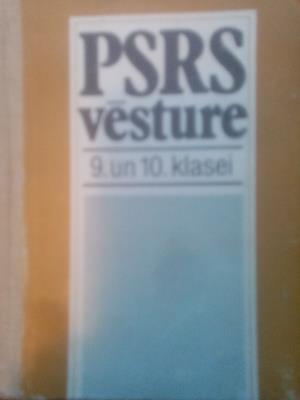 PSRS
vēsture
9. un 10. klasei